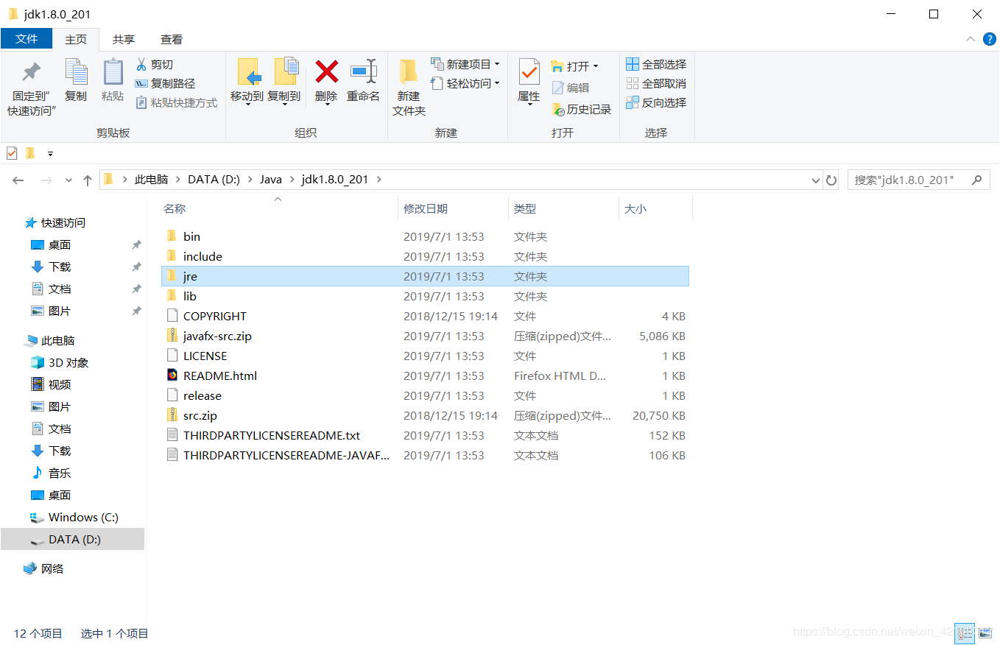 jdk1.8.0_201
文件 主页 共享 查看
固定到"
快速访问"
复制
粘贴
剪切
复制路径
粘贴快捷方式
剪贴板
移动到 复制到 删除 重命名
组织
新建
文件夹
新建项目
轻松访问
新建
属性
打开
编辑
历史记录
打开
全部选择
全部取消
反向选择
选择
此电脑 DATA (D:) Java jdk1.8.0_201
搜索"jdk1.8.0_201"
快速访问
桌面
下载
文档
图片
此电脑
3D 对象
视频
图片
文档
下载
音乐
桌面
Windows (C:)
DATA (D:)
网络
名称 修改日期 类型 大小
bin 2019/7/1 13:53 文件夹
include 2019/7/1 13:53 文件夹
jre 2019/7/1 13:53 文件夹
lib 2019/7/1 13:53 文件夹
COPYRIGHT 2018/12/15 19:14 文件 4 KB
javafx-src.zip 2019/7/1 13:53 压缩(zipped)文件... 5,086 KB
LICENSE 2019/7/1 13:53 文件 1 KB
README.html 2019/7/1 13:53 Firefox HTML D... 1 KB
release 2019/7/1 13:53 文件 1 KB
src.zip 2018/12/15 19:14 压缩(zipped)文件... 20,750 KB
THIRDPARTYLICENSEREADME.txt 2019/7/1 13:53 文本文档 152 KB
THIRDPARTYLICENSEREADME-JAVAF... 2019/7/1 13:53 文本文档 106 KB
12 个项目 选中 1 个项目